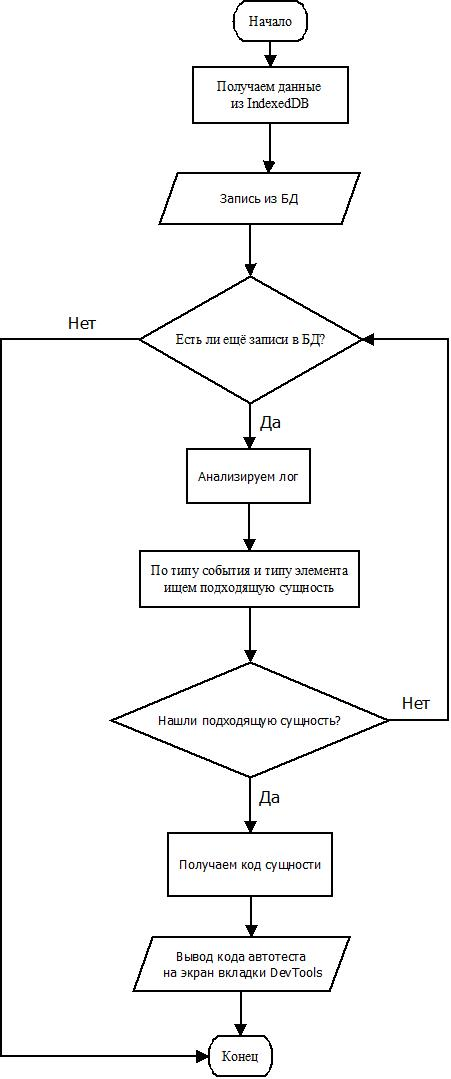 Начало
Получаем данные
из IndexedDB
Запись из БД
Нет
Есть ли ещё записи в БД?
Да
Анализируем лог
По типу события и типу элемента
ищем подходящую сущность
Нашли подходящую сущность?
Нет
Да
Получаем код сущности
Вывод кода автотеста
на экран вкладки DevTools
Конец